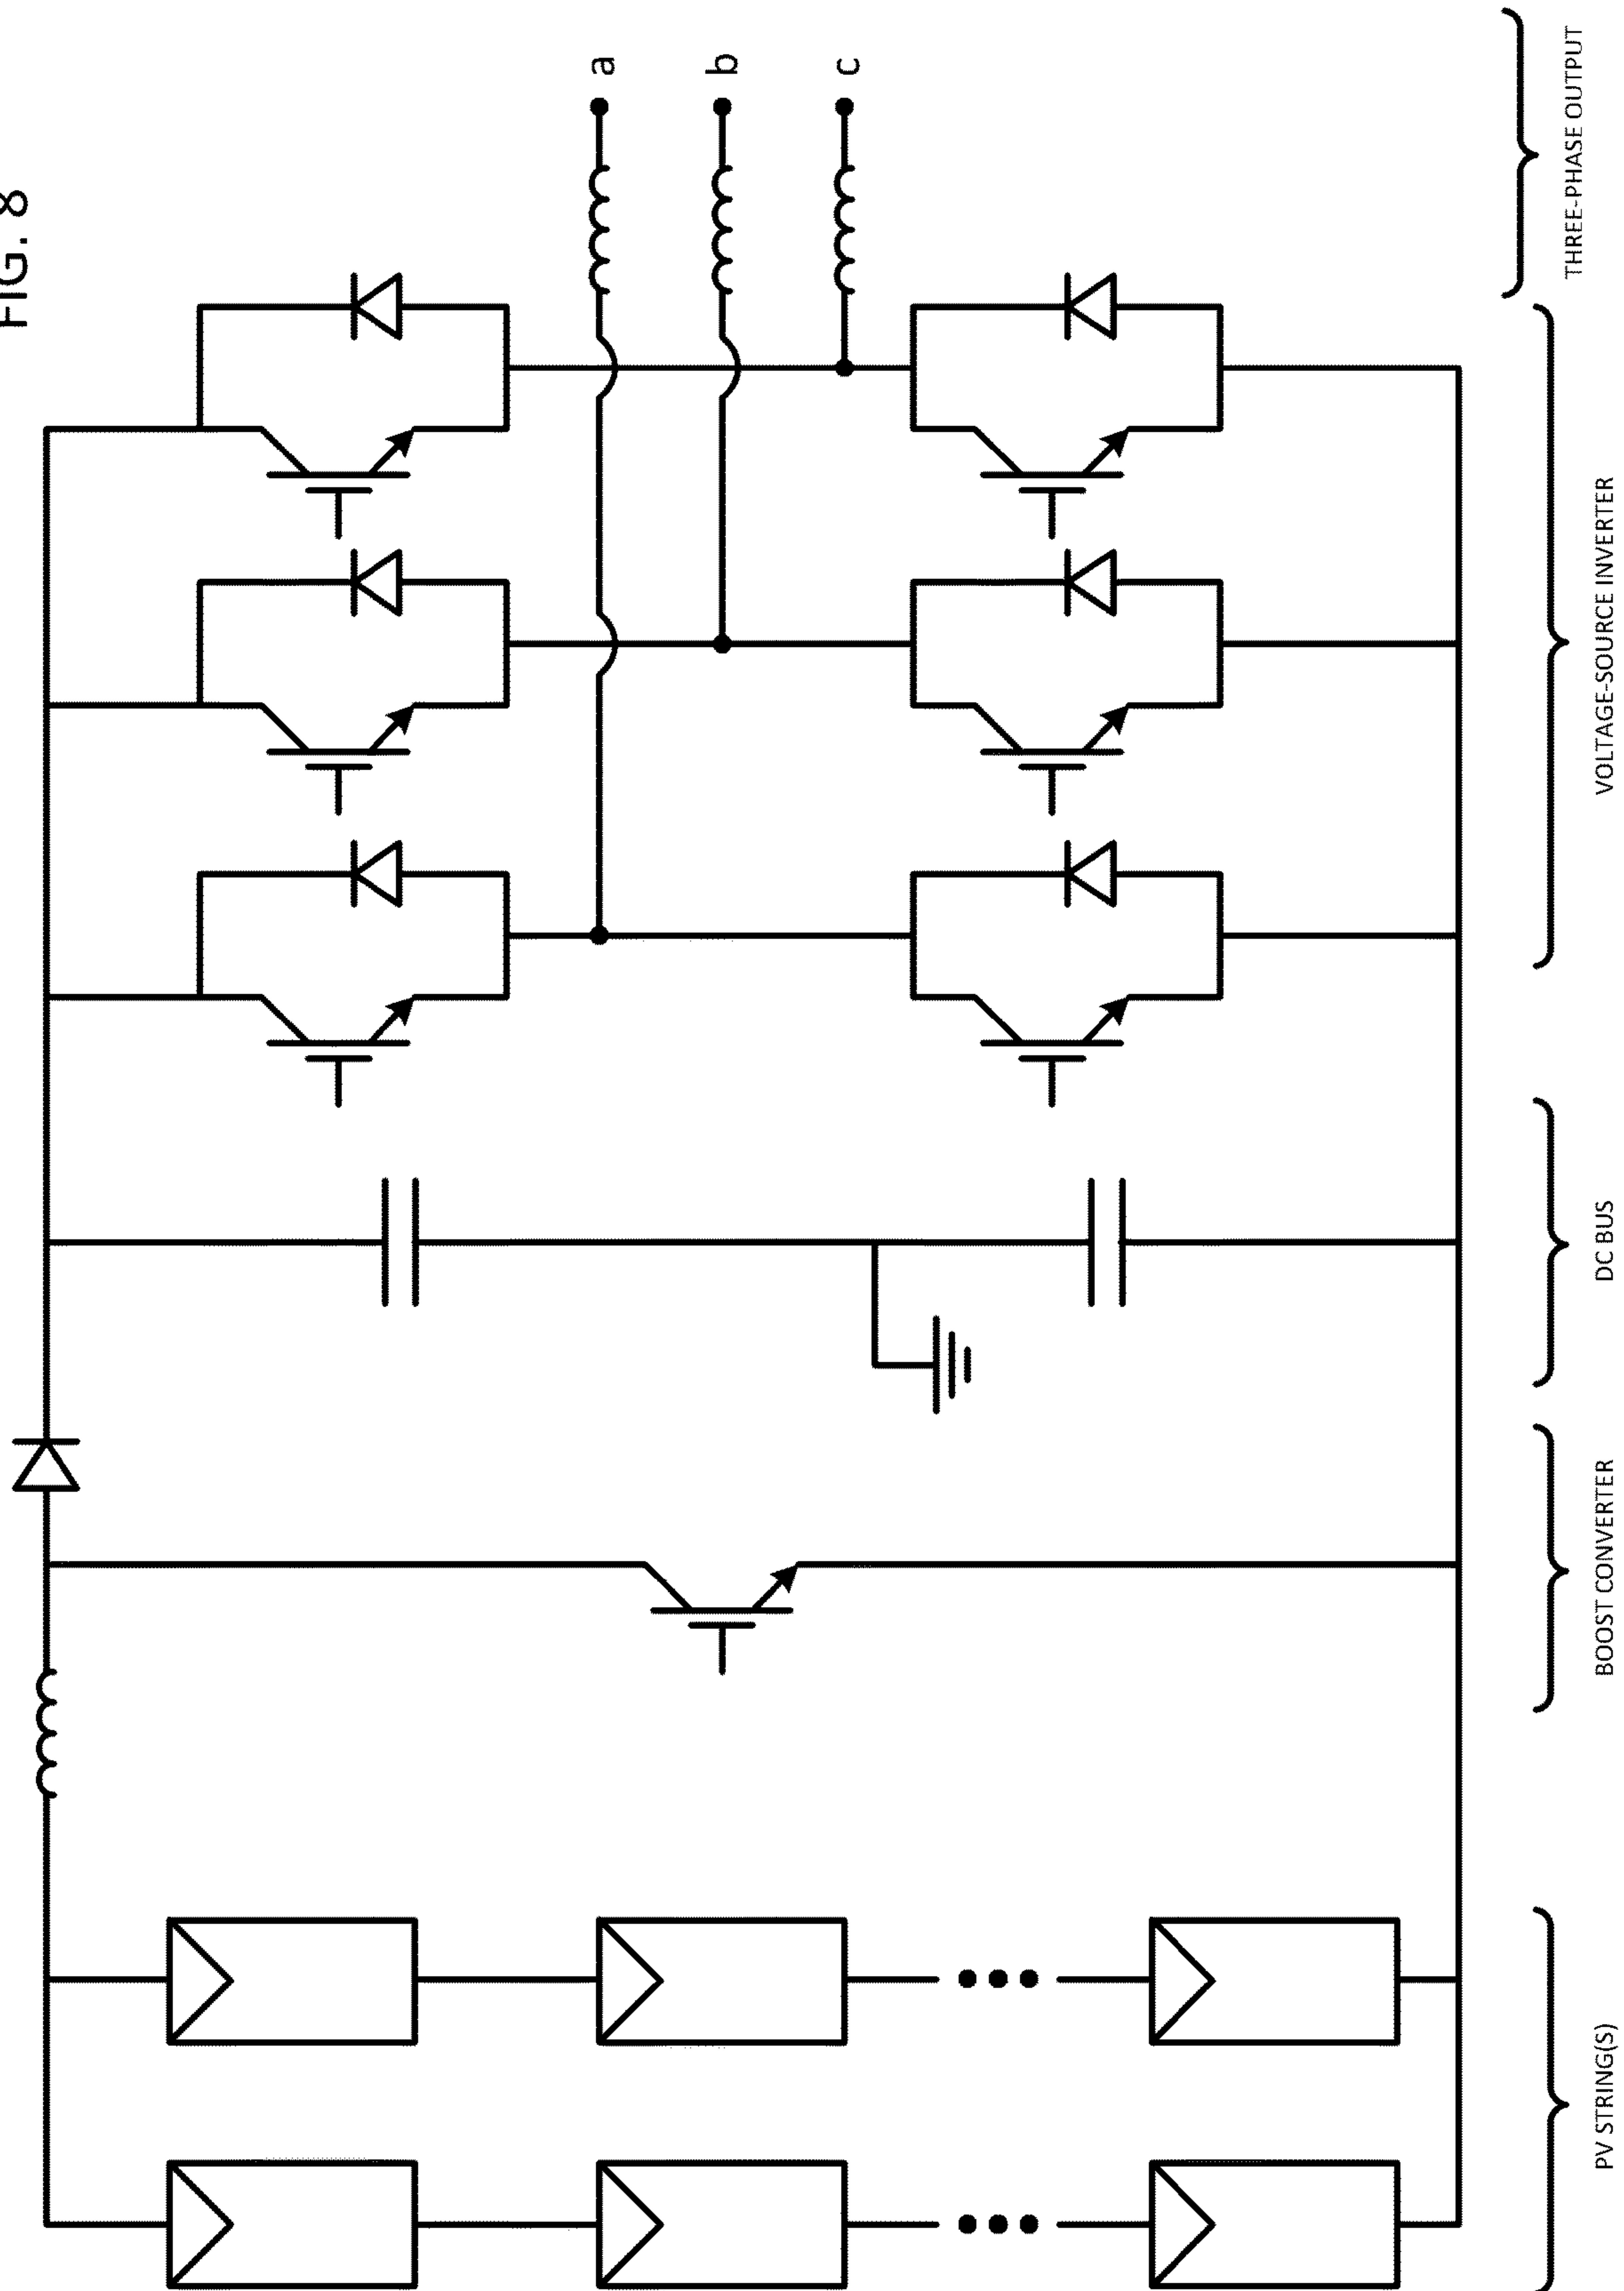 FIG. 8
a
b
c
PV STRING(S)
BOOST CONVERTER
DC BUS
VOLTAGE-SOURCE INVERTER
THREE-PHASE OUTPUT